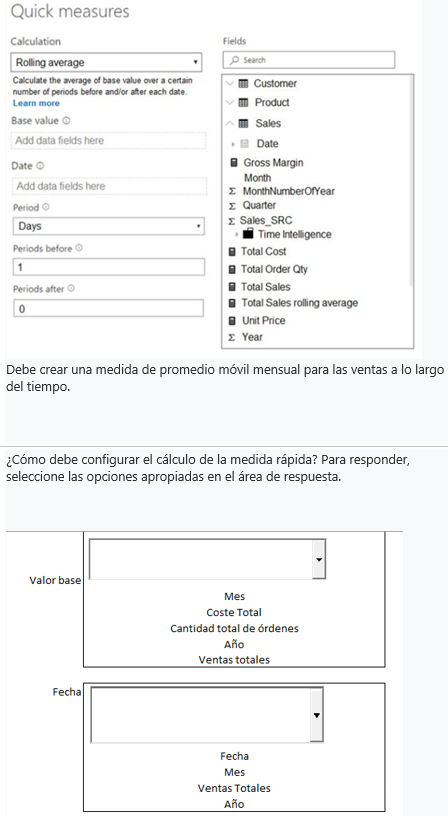 Quick measures
Calculation
Rolling average
Calculate the average of base value over a certain
number of periods before and/or after each date.
Learn more
Base value
Add data fields here
Date
Add data fields here
Period
Days
Periods before
1
Periods after
0
Fields
Search
Customer
Product
Sales
Date
Gross Margin
Month
Σ MonthNumberOfYear
Σ Quarter
Σ Sales_SRC
Time Intelligence
Total Cost
Total Order Qty
Total Sales
Total Sales rolling average
Unit Price
Σ Year
Debe crear una medida de promedio móvil mensual para las ventas a lo largo
del tiempo.
¿Cómo debe configurar el cálculo de la medida rápida? Para responder,
seleccione las opciones apropiadas en el área de respuesta.
Valor base
Mes
Coste Total
Cantidad total de órdenes
Año
Ventas totales
Fecha
Fecha
Mes
Ventas Totales
Año